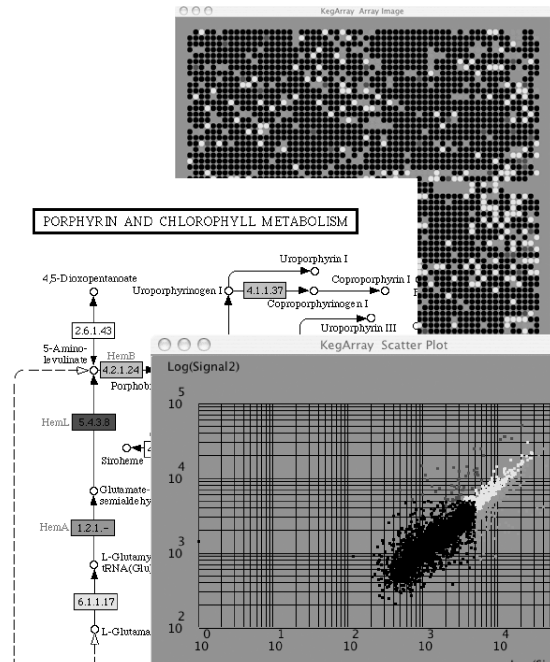 KegArray Array Image
PORPHYRIN AND CHLOROPHYLL METABOLISM
Uroporphyrin I
4,5-Dioxopentanoate
Uroporphyrinogen I
4.1.1.37
Coproporphyrin I
Coproporphyrinogen I
2.6.1.43
Uroporphyrin III
5-Amino-
levulinate
HemB
4.2.1.24
Porphobi
KegArray Scatter Plot
Log(Signal2)
HemL
5.4.3.8
Siroheme
Glutamate-
semialdehy
HemA
1.2.1.-
L-Glutamy
tRNA(Glu)
6.1.1.17
L-Glutama
10 5
10 4
10 3
10 2
0 1 2 3 4
10 10 10 10 10